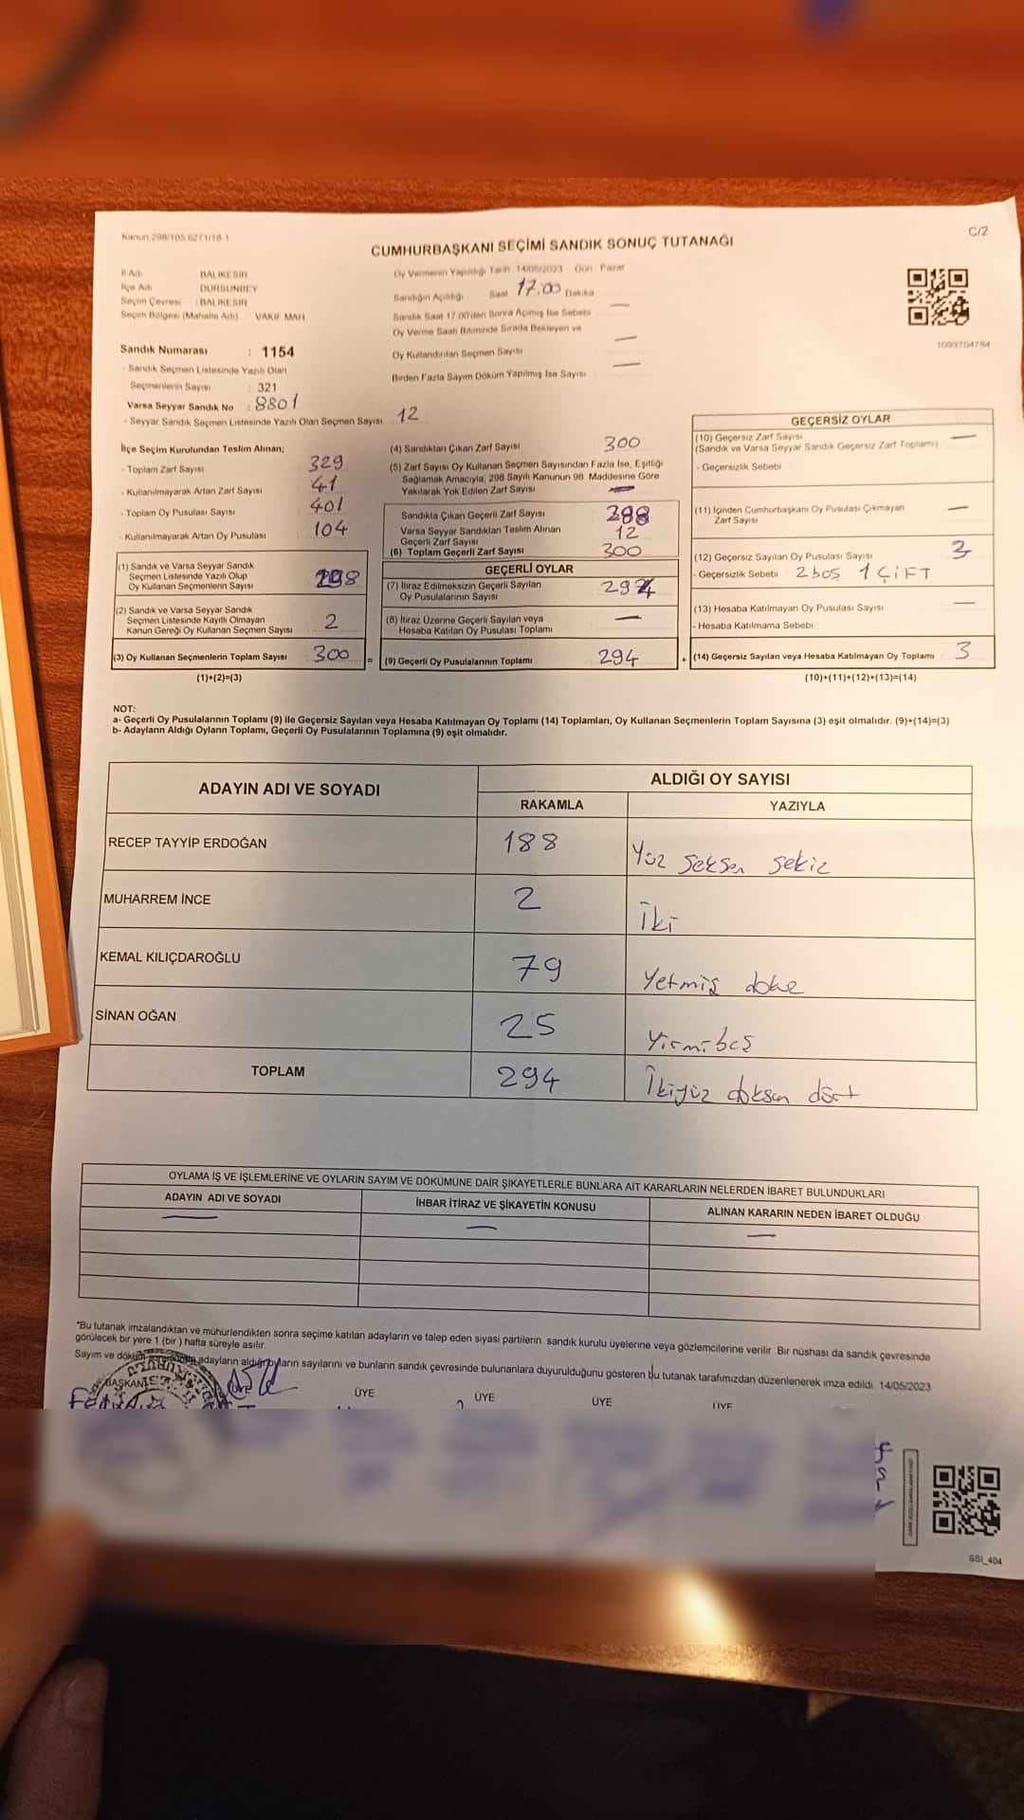 Kanun 298/105,6271/18-1
C/2
CUMHURBAŞKANI SEÇİMİ SANDIK SONUÇ TUTANAĞI
İl Adı : BALIKESİR
İlçe Adı : DURSUNBEY
Seçim Çevresi : BALIKESİR
Seçim Bölgesi (Mahalle Adı) VAKIF MAH
Oy Vermenin Yapıldığı Tarih : 14/05/2023 Gün : Pazar
Sandığın Açıldığı Saat 17.00 Dakika
Sandık Saat 17.00'den Sonra Açılmış İse Sebebi —
Oy Verme Saati Bitiminde Sırada Bekleyen ve
Oy Kullandırılan Seçmen Sayısı —
Birden Fazla Sayım Döküm Yapılmış İse Sayısı —
1093704784
Sandık Numarası : 1154
- Sandık Seçmen Listesinde Yazılı Olan
Seçmenlerin Sayısı : 321
Varsa Seyyar Sandık No : 8801
- Seyyar Sandık Seçmen Listesinde Yazılı Olan Seçmen Sayısı 12
İlçe Seçim Kurulundan Teslim Alınan;
- Toplam Zarf Sayısı 329
- Kullanılmayarak Artan Zarf Sayısı 41
- Toplam Oy Pusulası Sayısı 401
- Kullanılmayarak Artan Oy Pusulası 104
(1) Sandık ve Varsa Seyyar Sandık
Seçmen Listesinde Yazılı Olup
Oy Kullanan Seçmenlerin Sayısı 298
(2) Sandık ve Varsa Seyyar Sandık
Seçmen Listesinde Kayıtlı Olmayan
Kanun Gereği Oy Kullanan Seçmen Sayısı 2
(3) Oy Kullanan Seçmenlerin Toplam Sayısı 300 =
(1)+(2)=(3)
(4) Sandıktan Çıkan Zarf Sayısı 300
(5) Zarf Sayısı Oy Kullanan Seçmen Sayısından Fazla İse, Eşitliği
Sağlamak Amacıyla, 298 Sayılı Kanunun 98. Maddesine Göre
Yakılarak Yok Edilen Zarf Sayısı —
Sandıkta Çıkan Geçerli Zarf Sayısı 288
Varsa Seyyar Sandıktan Teslim Alınan
Geçerli Zarf Sayısı 12
(6) Toplam Geçerli Zarf Sayısı 300
GEÇERLİ OYLAR
(7) İtiraz Edilmeksizin Geçerli Sayılan
Oy Pusulalarının Sayısı 294
(8) İtiraz Üzerine Geçerli Sayılan veya
Hesaba Katılan Oy Pusulası Toplamı —
(9) Geçerli Oy Pusulalarının Toplamı 294 +
GEÇERSİZ OYLAR
(10) Geçersiz Zarf Sayısı —
(Sandık ve Varsa Seyyar Sandık Geçersiz Zarf Toplamı)
- Geçersizlik Sebebi
(11) İçinden Cumhurbaşkanı Oy Pusulası Çıkmayan
Zarf Sayısı —
(12) Geçersiz Sayılan Oy Pusulası Sayısı 3
- Geçersizlik Sebebi 2 boş 1 ÇİFT
(13) Hesaba Katılmayan Oy Pusulası Sayısı —
- Hesaba Katılmama Sebebi
(14) Geçersiz Sayılan veya Hesaba Katılmayan Oy Toplamı 3
(10)+(11)+(12)+(13)=(14)
NOT:
a- Geçerli Oy Pusulalarının Toplamı (9) ile Geçersiz Sayılan veya Hesaba Katılmayan Oy Toplamı (14) Toplamları, Oy Kullanan Seçmenlerin Toplam Sayısına (3) eşit olmalıdır. (9)+(14)=(3)
b- Adayların Aldığı Oyların Toplamı, Geçerli Oy Pusulalarının Toplamına (9) eşit olmalıdır.
ADAYIN ADI VE SOYADI
ALDIĞI OY SAYISI
RAKAMLA YAZIYLA
RECEP TAYYİP ERDOĞAN 188 Yüz seksen sekiz
MUHARREM İNCE 2 İki
KEMAL KILIÇDAROĞLU 79 Yetmiş dokuz
SİNAN OĞAN 25 Yirmi beş
TOPLAM 294 İkiyüz doksan dört
OYLAMA İŞ VE İŞLEMLERİNE VE OYLARIN SAYIM VE DÖKÜMÜNE DAİR ŞİKAYETLERLE BUNLARA AİT KARARLARIN NELERDEN İBARET BULUNDUKLARI
ADAYIN ADI VE SOYADI İHBAR İTİRAZ VE ŞİKAYETİN KONUSU ALINAN KARARIN NEDEN İBARET OLDUĞU
— — —
*Bu tutanak imzalandıktan ve mühürlendikten sonra seçime katılan adayların ve talep eden siyasi partilerin sandık kurulu üyelerine veya gözlemcilerine verilir. Bir nüshası da sandık çevresinde
görülecek bir yere 1 (bir) hafta süreyle asılır.
Sayım ve döküm adayların aldığı oyların sayılarını ve bunların sandık çevresinde bulunanlara duyurulduğunu gösteren bu tutanak tarafımızdan düzenlenerek imza edildi. 14/05/2023
BAŞKAN ÜYE ÜYE ÜYE ÜYE
SSI_404